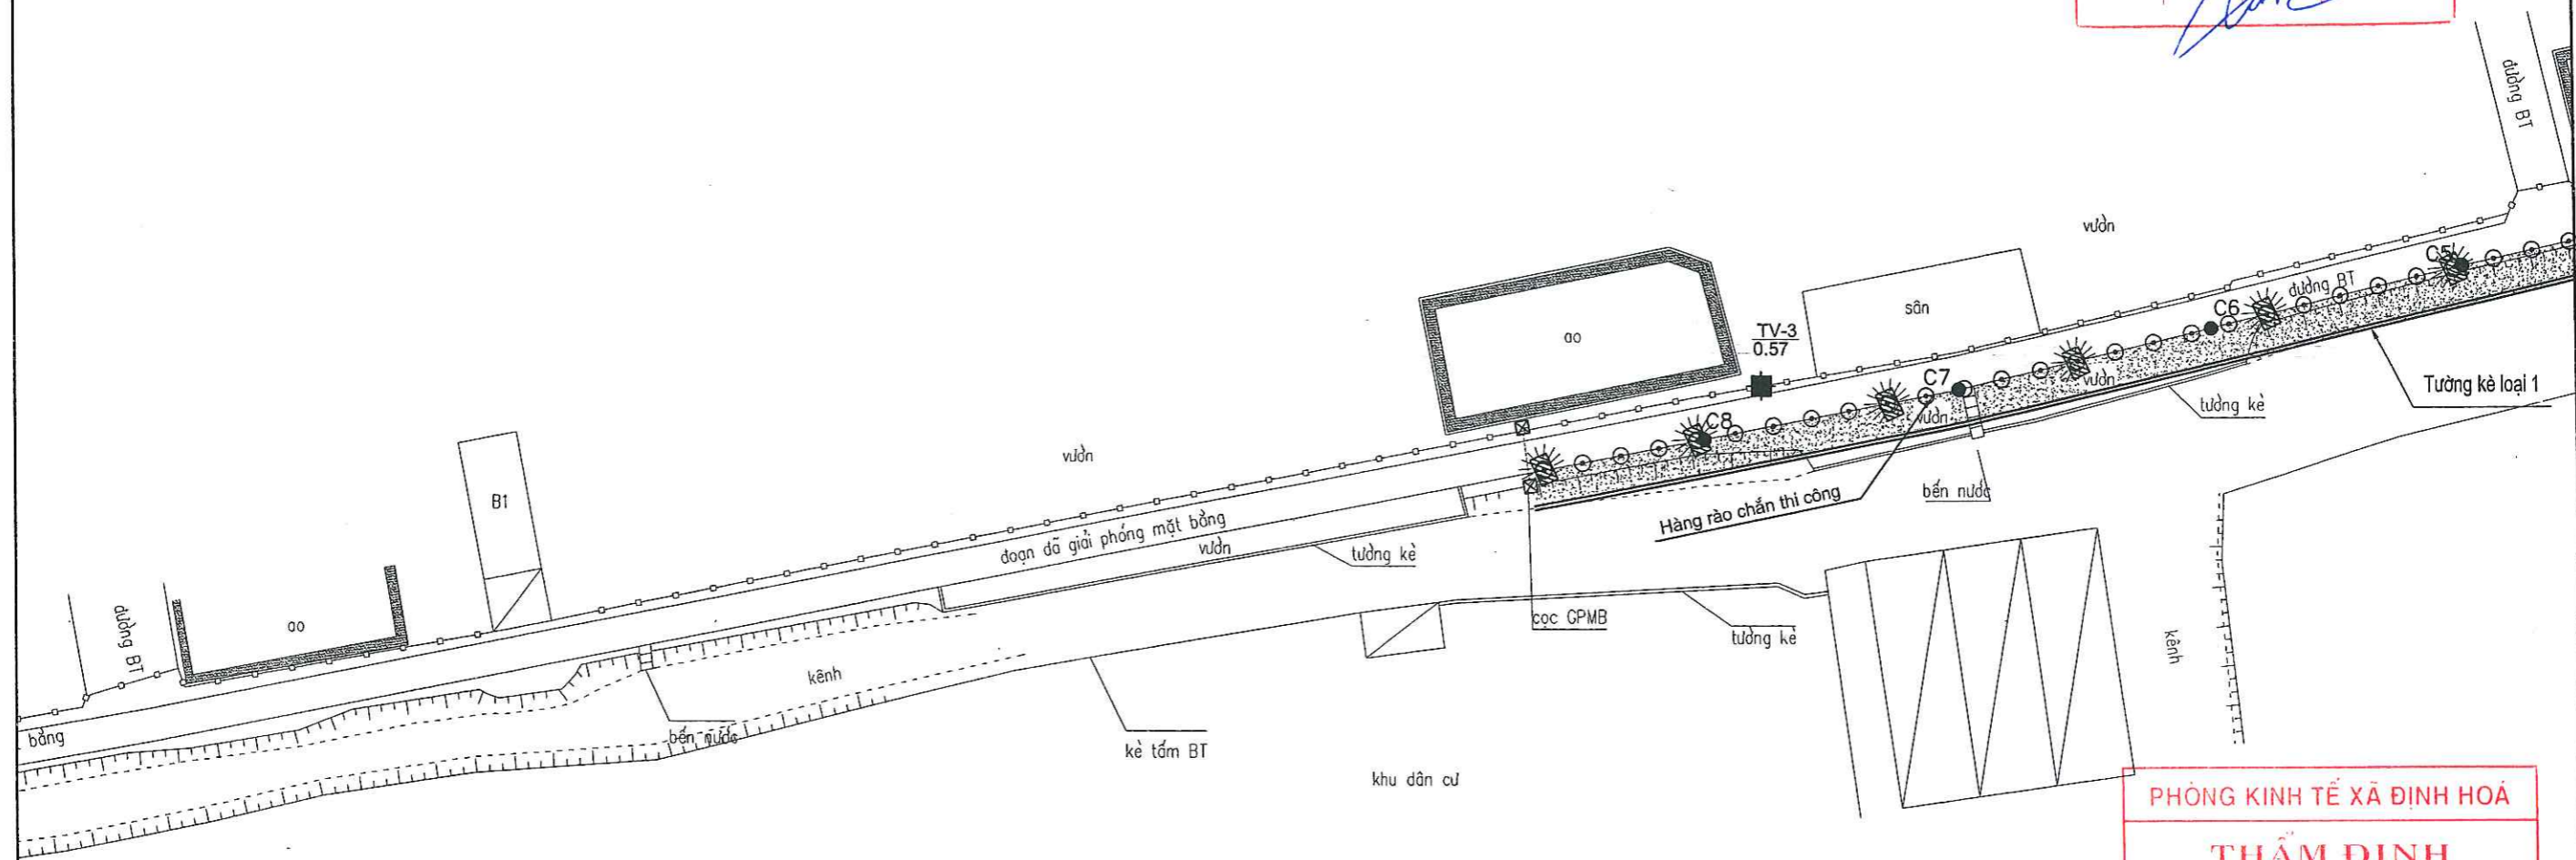 đường BT
vườn
C5
đường BT
C6
sân
ao
TV-3
0.57
C7
vườn
tường kè
Tường kè loại 1
C8
vườn
vườn
B1
Hàng rào chắn thi công
bến nước
đoạn đã giải phóng mặt bằng
vườn
tường kè
cọc GPMB
tường kè
kênh
đường BT
ao
kênh
bằng
bến nước
kè tấm BT
khu dân cư
PHÒNG KINH TẾ XÃ ĐỊNH HOÁ
THẨM ĐỊNH